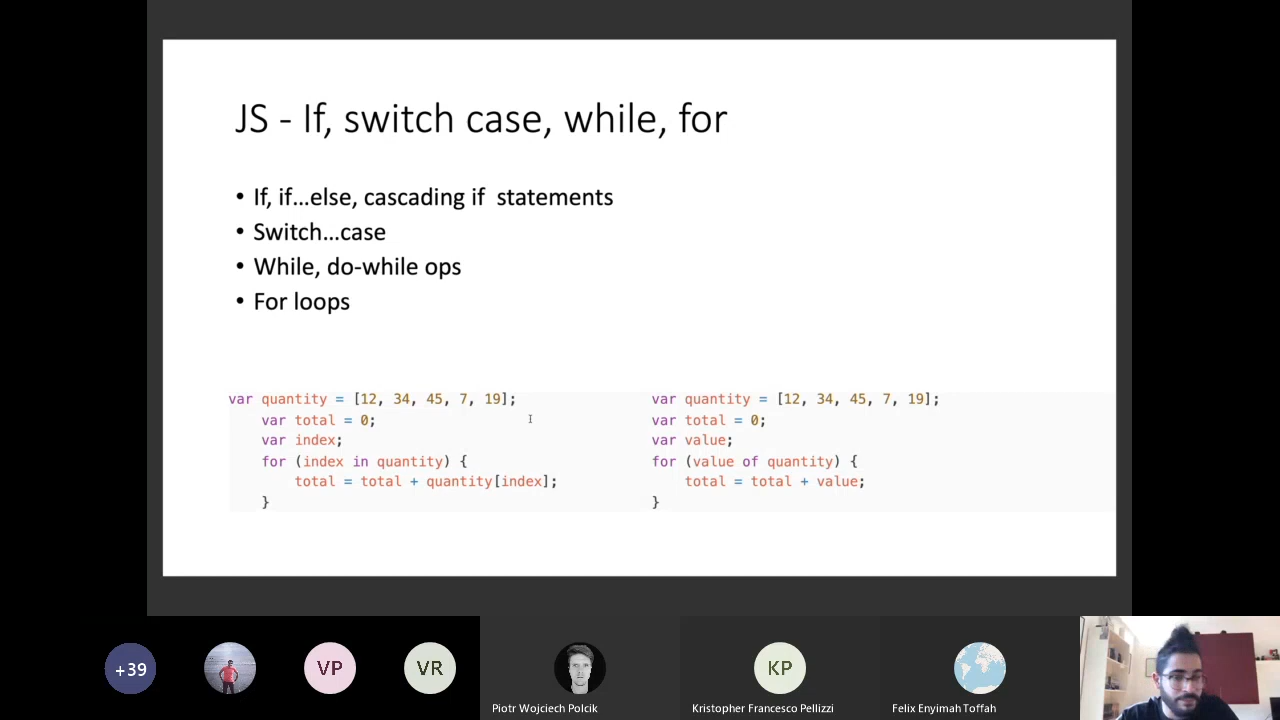 JS - If, switch case, while, for
• If, if...else, cascading if  statements
• Switch...case
• While, do-while ops
• For loops
var quantity = [12, 34, 45, 7, 19];
    var total = 0;
    var index;
    for (index in quantity) {
        total = total + quantity[index];
    }
var quantity = [12, 34, 45, 7, 19];
var total = 0;
var value;
for (value of quantity) {
    total = total + value;
}
+39
VP
VR
KP
Piotr Wojciech Polcik
Kristopher Francesco Pellizzi
Felix Enyimah Toffah